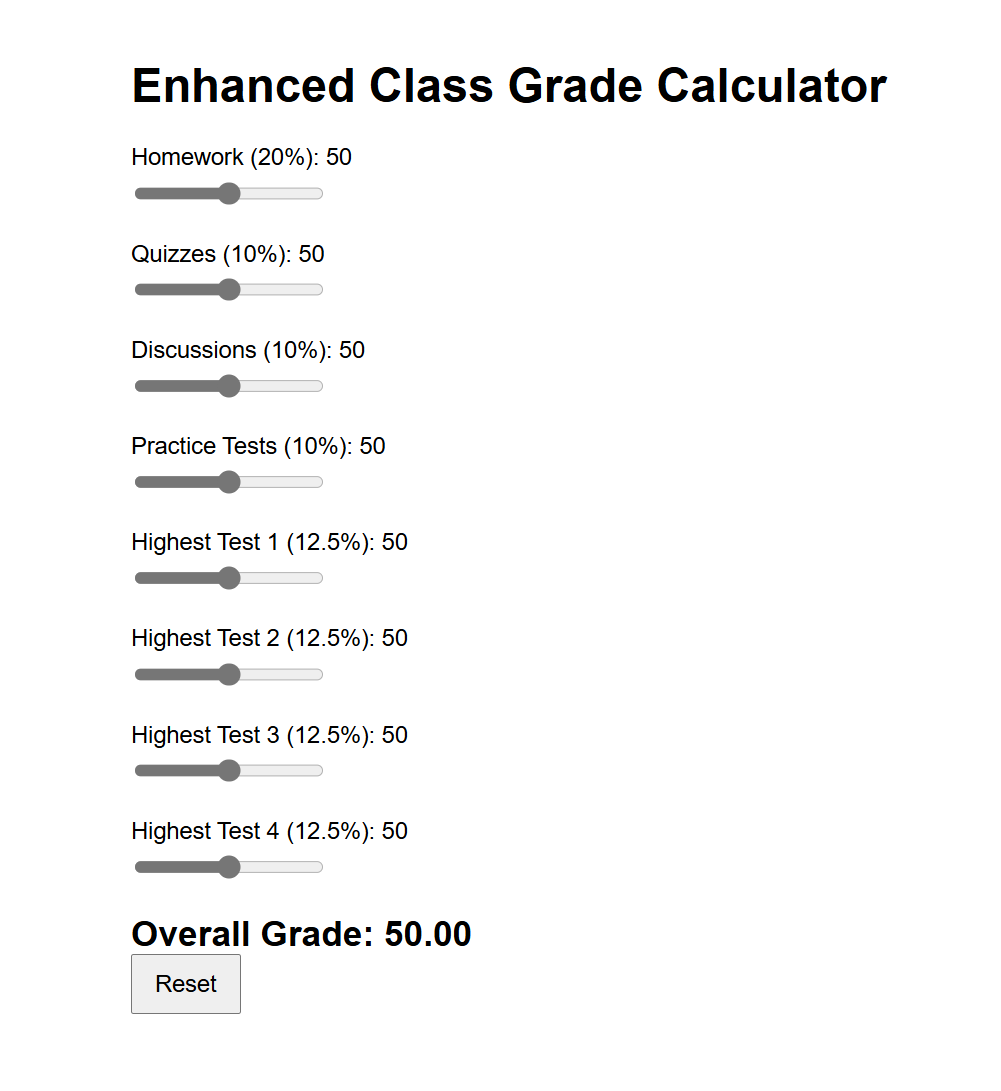 Enhanced Class Grade Calculator
Homework (20%): 50
Quizzes (10%): 50
Discussions (10%): 50
Practice Tests (10%): 50
Highest Test 1 (12.5%): 50
Highest Test 2 (12.5%): 50
Highest Test 3 (12.5%): 50
Highest Test 4 (12.5%): 50
Overall Grade: 50.00
Reset